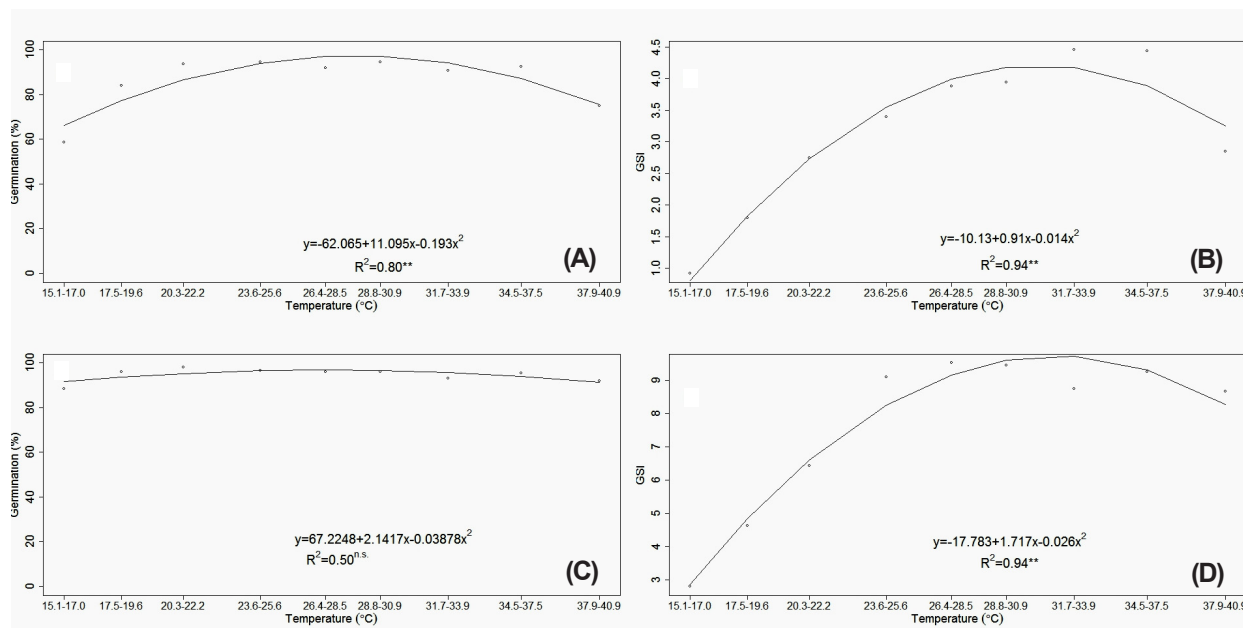 100
80
60
40
20
0
Germination (%)
y=-62.065+11.095x-0.193x²
R²=0.80**
(A)
15.1-17.0 17.5-19.6 20.3-22.2 23.6-25.6 26.4-28.5 28.8-30.9 31.7-33.9 34.5-37.5 37.9-40.9
Temperature (°C)
4.5
4.0
3.5
3.0
2.5
2.0
1.5
1.0
GSI
y=-10.13+0.91x-0.014x²
R²=0.94**
(B)
15.1-17.0 17.5-19.6 20.3-22.2 23.6-25.6 26.4-28.5 28.8-30.9 31.7-33.9 34.5-37.5 37.9-40.9
Temperature (°C)
100
80
60
40
20
0
Germination (%)
y=67.2248+2.1417x-0.03878x²
R²=0.50n.s.
(C)
15.1-17.0 17.5-19.6 20.3-22.2 23.6-25.6 26.4-28.5 28.8-30.9 31.7-33.9 34.5-37.5 37.9-40.9
Temperature (°C)
9
8
7
6
5
4
3
GSI
y=-17.783+1.717x-0.026x²
R²=0.94**
(D)
15.1-17.0 17.5-19.6 20.3-22.2 23.6-25.6 26.4-28.5 28.8-30.9 31.7-33.9 34.5-37.5 37.9-40.9
Temperature (°C)